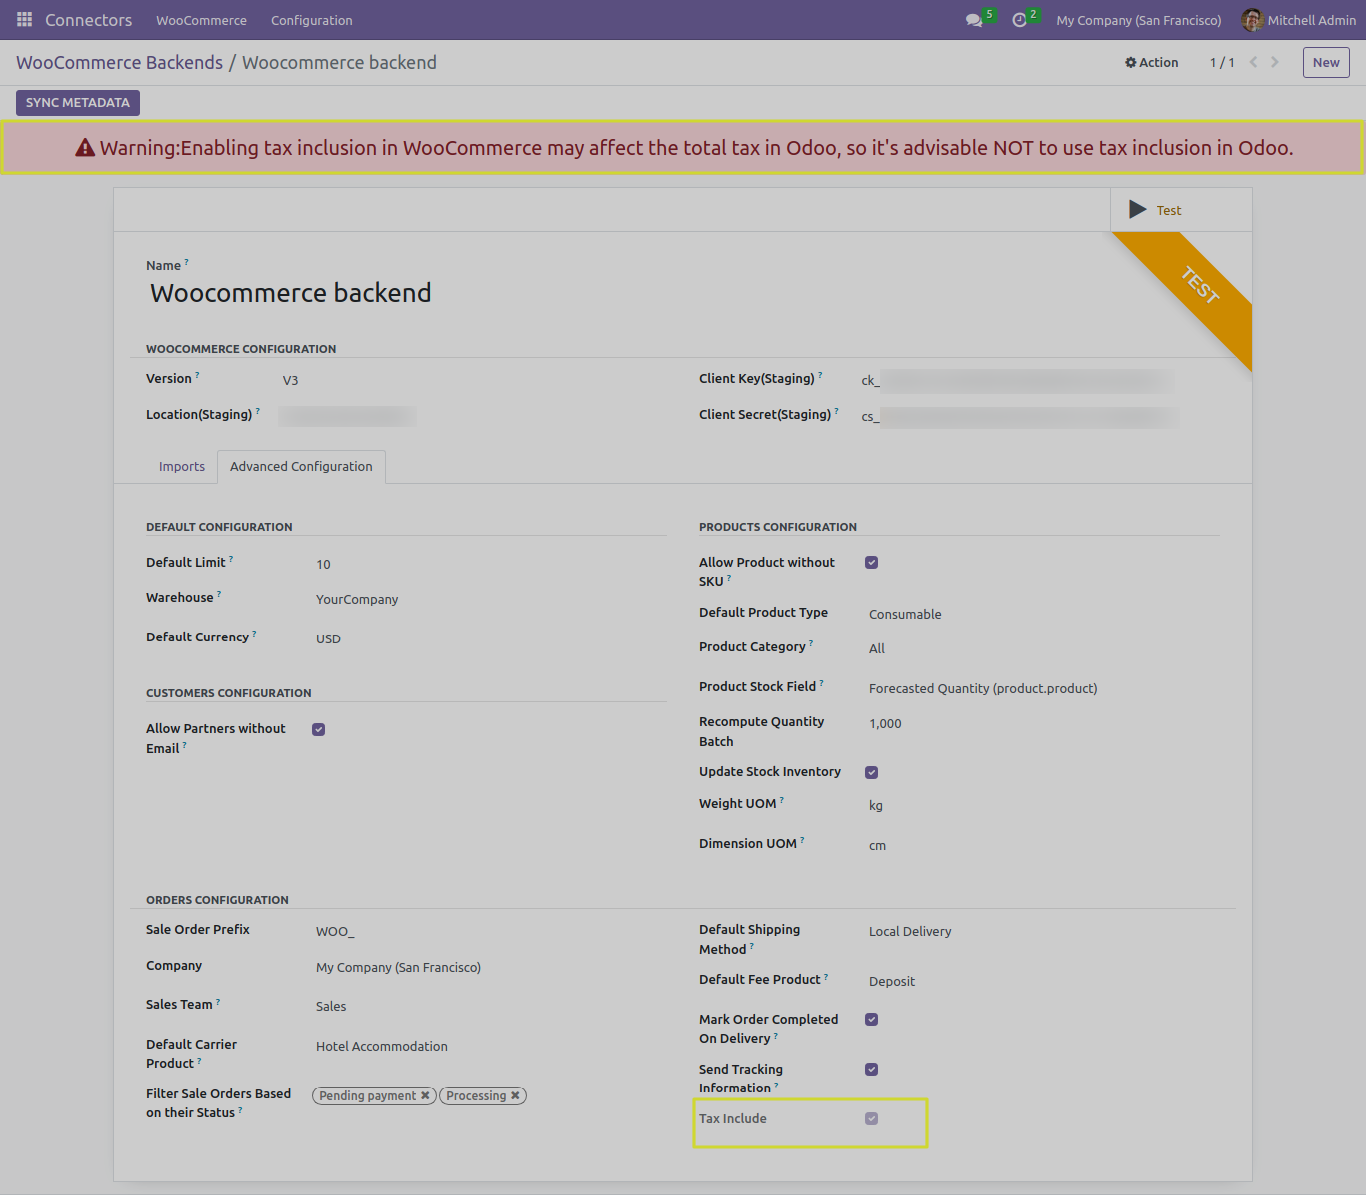 Connectors WooCommerce Configuration 5 2 My Company (San Francisco) Mitchell Admin
WooCommerce Backends / Woocommerce backend Action 1 / 1 New
SYNC METADATA
Warning:Enabling tax inclusion in WooCommerce may affect the total tax in Odoo, so it's advisable NOT to use tax inclusion in Odoo.
Test
TEST
Name ?
Woocommerce backend
WOOCOMMERCE CONFIGURATION
Version ? V3
Location(Staging) ?
Client Key(Staging) ? ck_
Client Secret(Staging) ? cs_
Imports Advanced Configuration
DEFAULT CONFIGURATION
Default Limit ? 10
Warehouse ? YourCompany
Default Currency ? USD
CUSTOMERS CONFIGURATION
Allow Partners without
Email ?
PRODUCTS CONFIGURATION
Allow Product without
SKU ?
Default Product Type Consumable
Product Category ? All
Product Stock Field ? Forecasted Quantity (product.product)
Recompute Quantity 1,000
Batch
Update Stock Inventory
Weight UOM ? kg
Dimension UOM ? cm
ORDERS CONFIGURATION
Sale Order Prefix WOO_
Company My Company (San Francisco)
Sales Team ? Sales
Default Carrier Hotel Accommodation
Product ?
Filter Sale Orders Based Pending payment ✖ Processing ✖
on their Status ?
Default Shipping Local Delivery
Method ?
Default Fee Product ? Deposit
Mark Order Completed
On Delivery ?
Send Tracking
Information ?
Tax Include